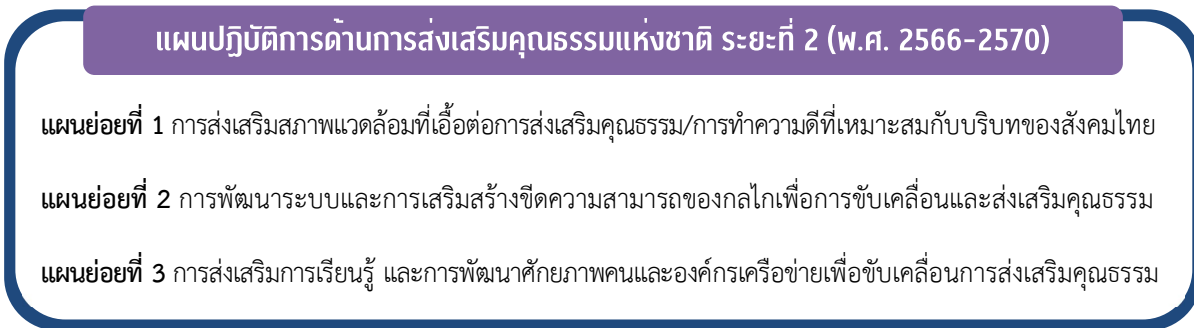 แผนปฏิบัติการด้านการส่งเสริมคุณธรรมแห่งชาติ ระยะที่ 2 (พ.ศ. 2566-2570)
แผนย่อยที่ 1 การส่งเสริมสภาพแวดล้อมที่เอื้อต่อการส่งเสริมคุณธรรม/การทำความดีที่เหมาะสมกับบริบทของสังคมไทย
แผนย่อยที่ 2 การพัฒนาระบบและการเสริมสร้างขีดความสามารถของกลไกเพื่อการขับเคลื่อนและส่งเสริมคุณธรรม
แผนย่อยที่ 3 การส่งเสริมการเรียนรู้ และการพัฒนาศักยภาพคนและองค์กรเครือข่ายเพื่อขับเคลื่อนการส่งเสริมคุณธรรม